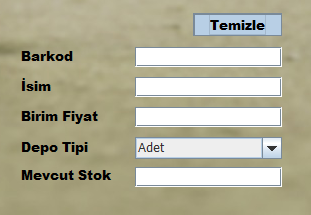 Temizle
Barkod
İsim
Birim Fiyat
Depo Tipi Adet
Mevcut Stok